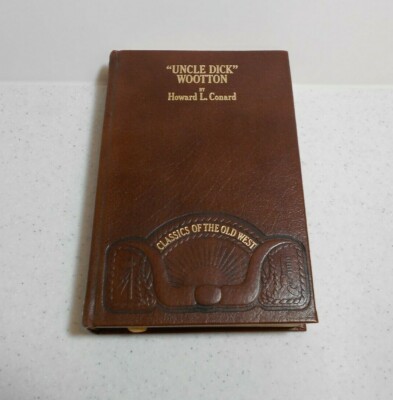 "UNCLE DICK"
WOOTTON
BY
Howard L. Conard
CLASSICS OF THE OLD WEST